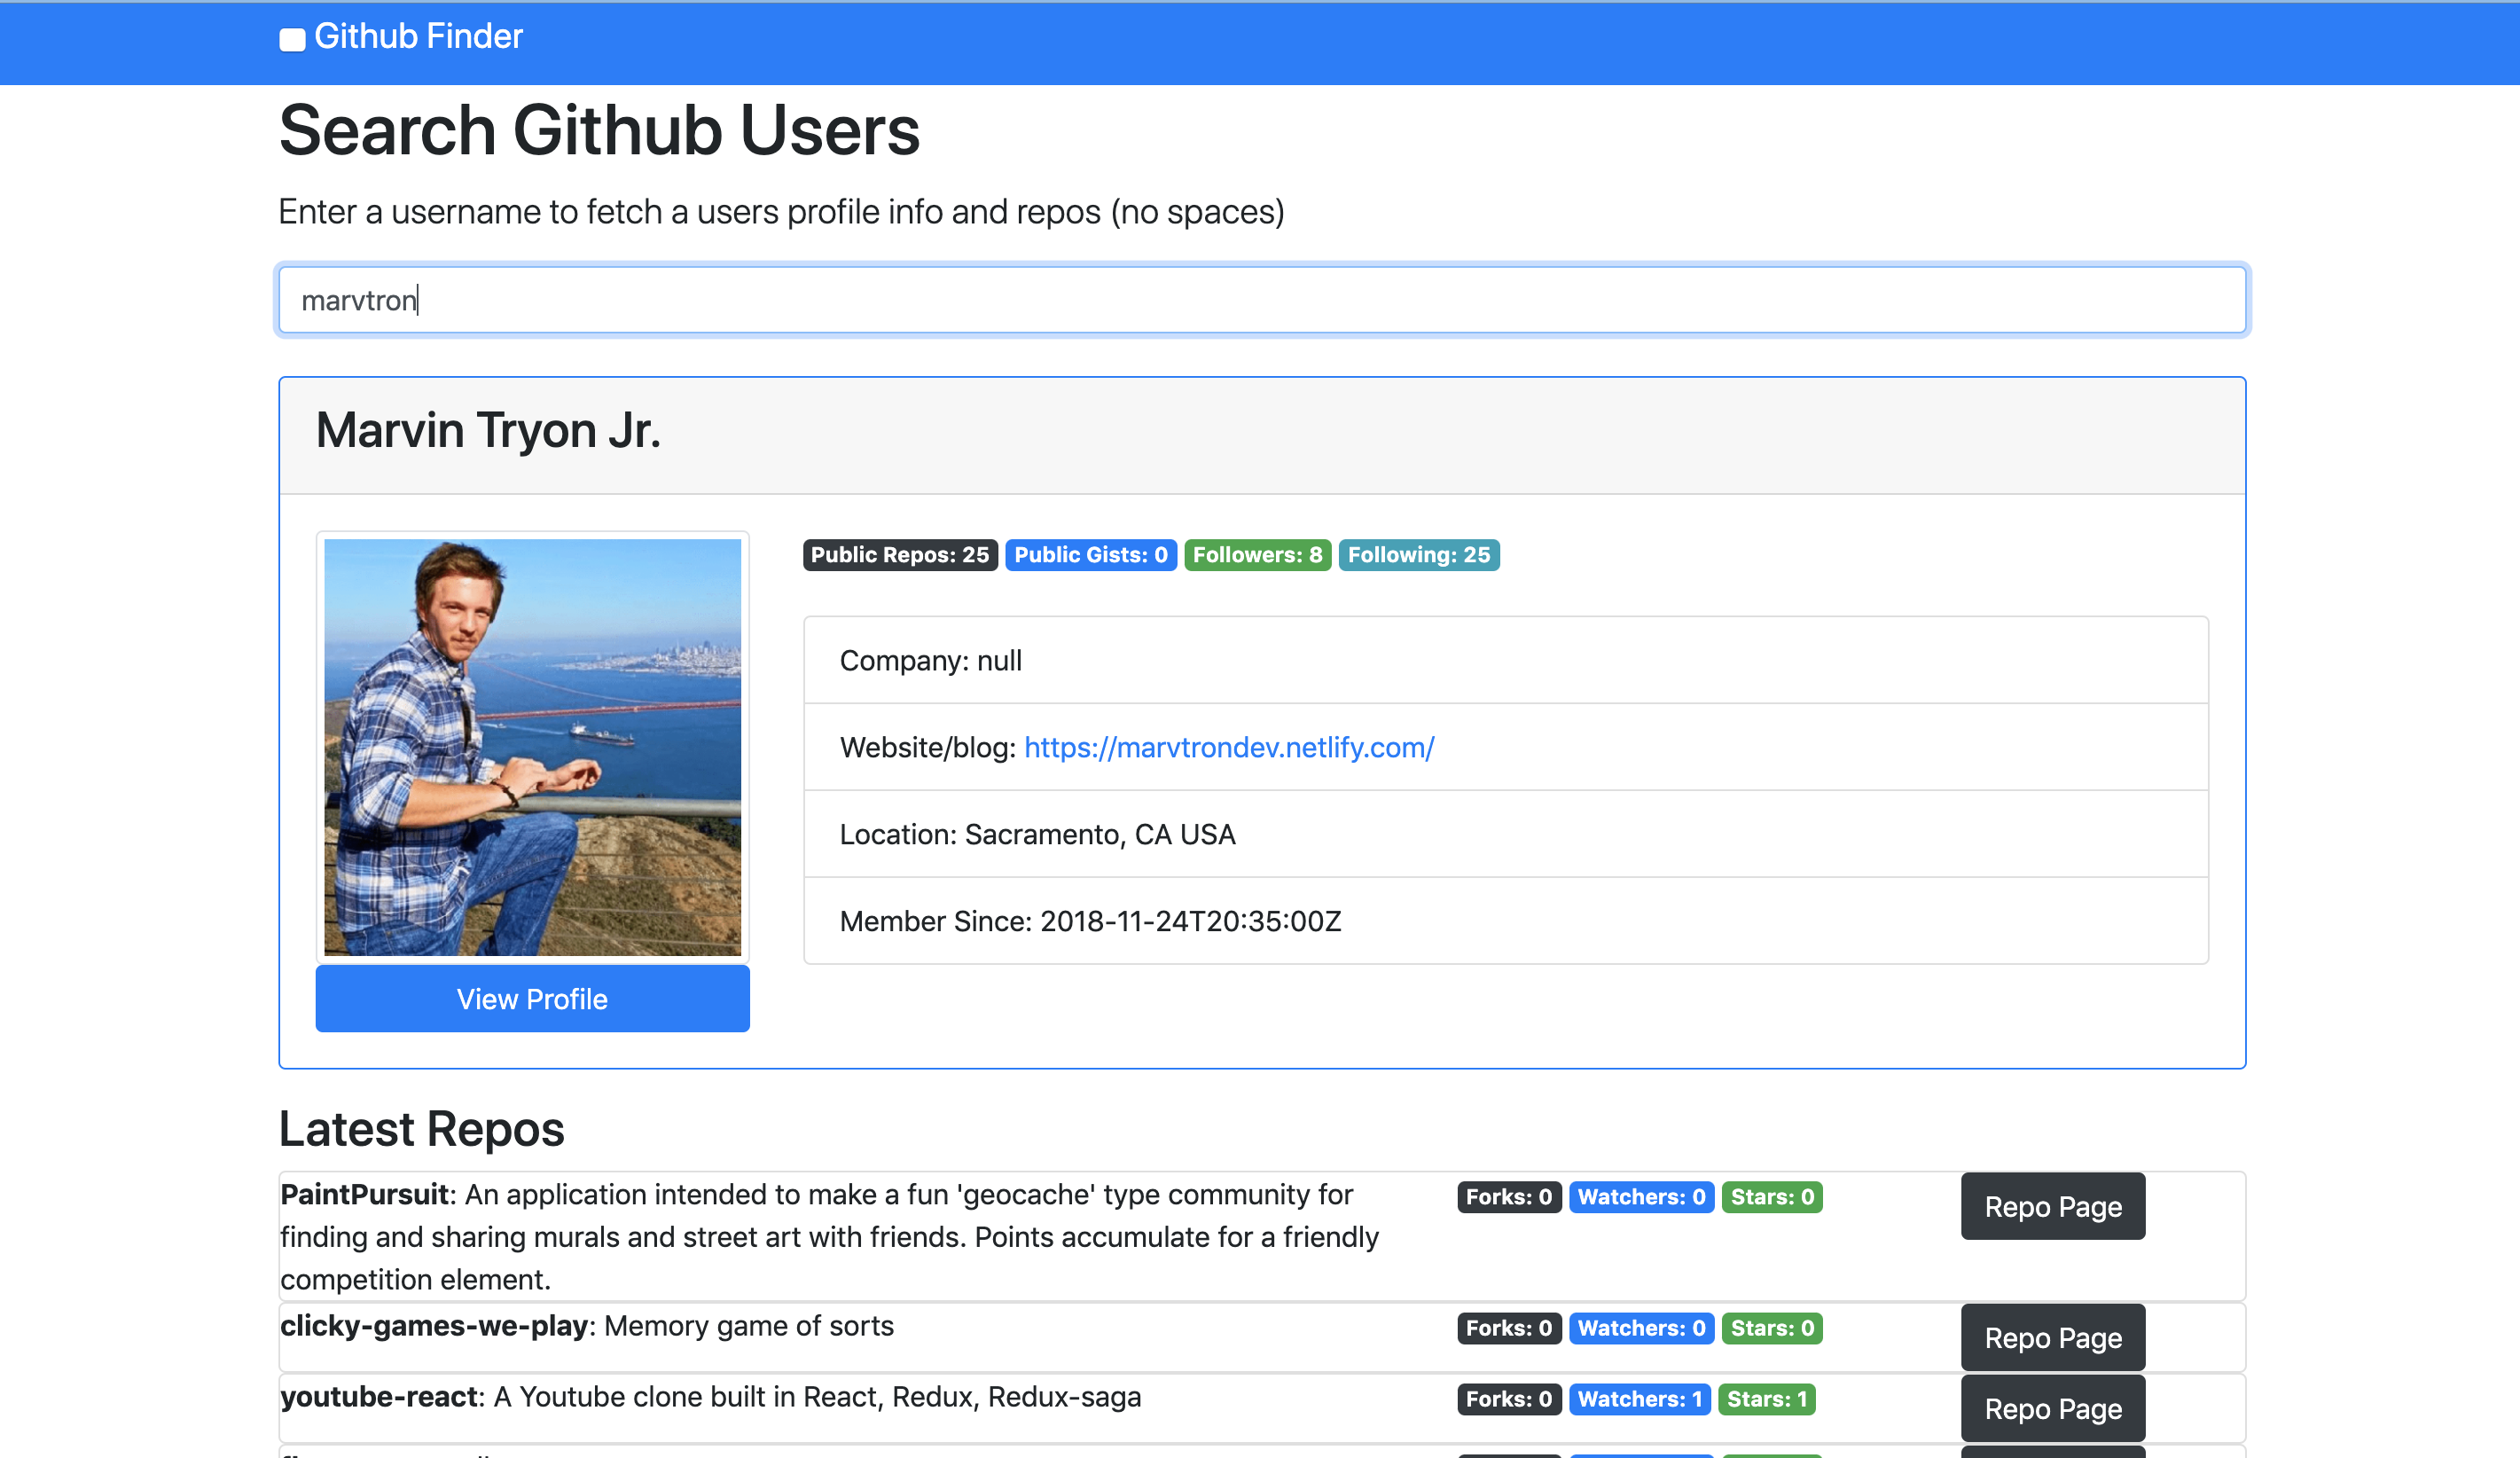 Github Finder
Search Github Users
Enter a username to fetch a users profile info and repos (no spaces)
marvtron
Marvin Tryon Jr.
Public Repos: 25 Public Gists: 0 Followers: 8 Following: 25
Company: null
Website/blog: https://marvtrondev.netlify.com/
Location: Sacramento, CA USA
Member Since: 2018-11-24T20:35:00Z
View Profile
Latest Repos
PaintPursuit: An application intended to make a fun 'geocache' type community for
finding and sharing murals and street art with friends. Points accumulate for a friendly
competition element.
Forks: 0 Watchers: 0 Stars: 0
Repo Page
clicky-games-we-play: Memory game of sorts
Forks: 0 Watchers: 0 Stars: 0
Repo Page
youtube-react: A Youtube clone built in React, Redux, Redux-saga
Forks: 0 Watchers: 1 Stars: 1
Repo Page